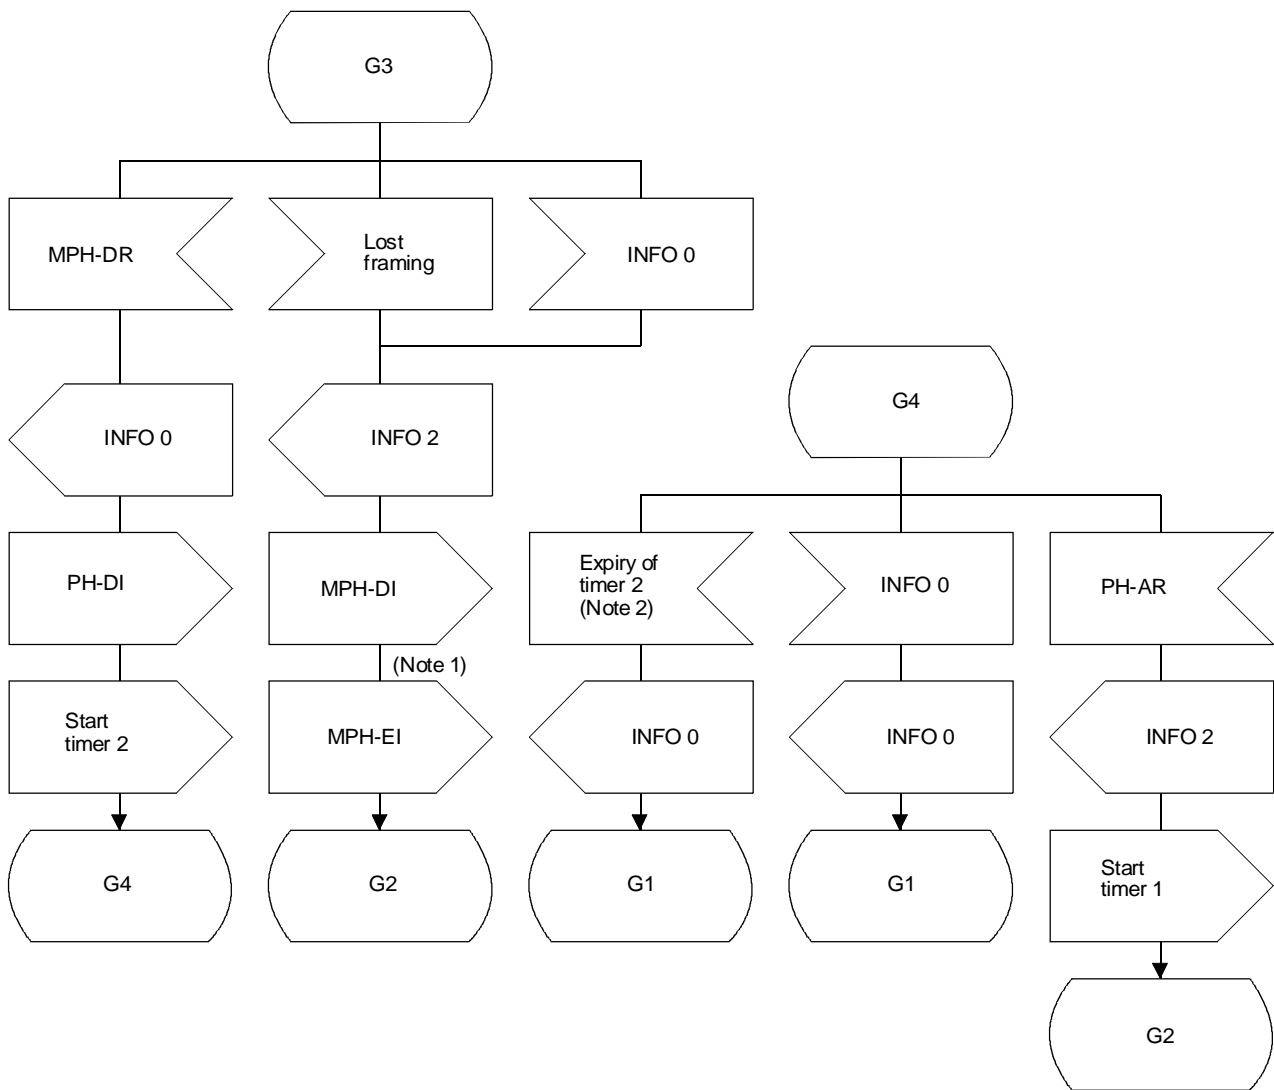 G3
MPH-DR
Lost
framing
INFO 0
INFO 0
INFO 2
G4
PH-DI
MPH-DI
Expiry of
timer 2
(Note 2)
INFO 0
PH-AR
(Note 1)
Start
timer 2
MPH-EI
INFO 0
INFO 0
INFO 2
G4
G2
G1
G1
Start
timer 1
G2